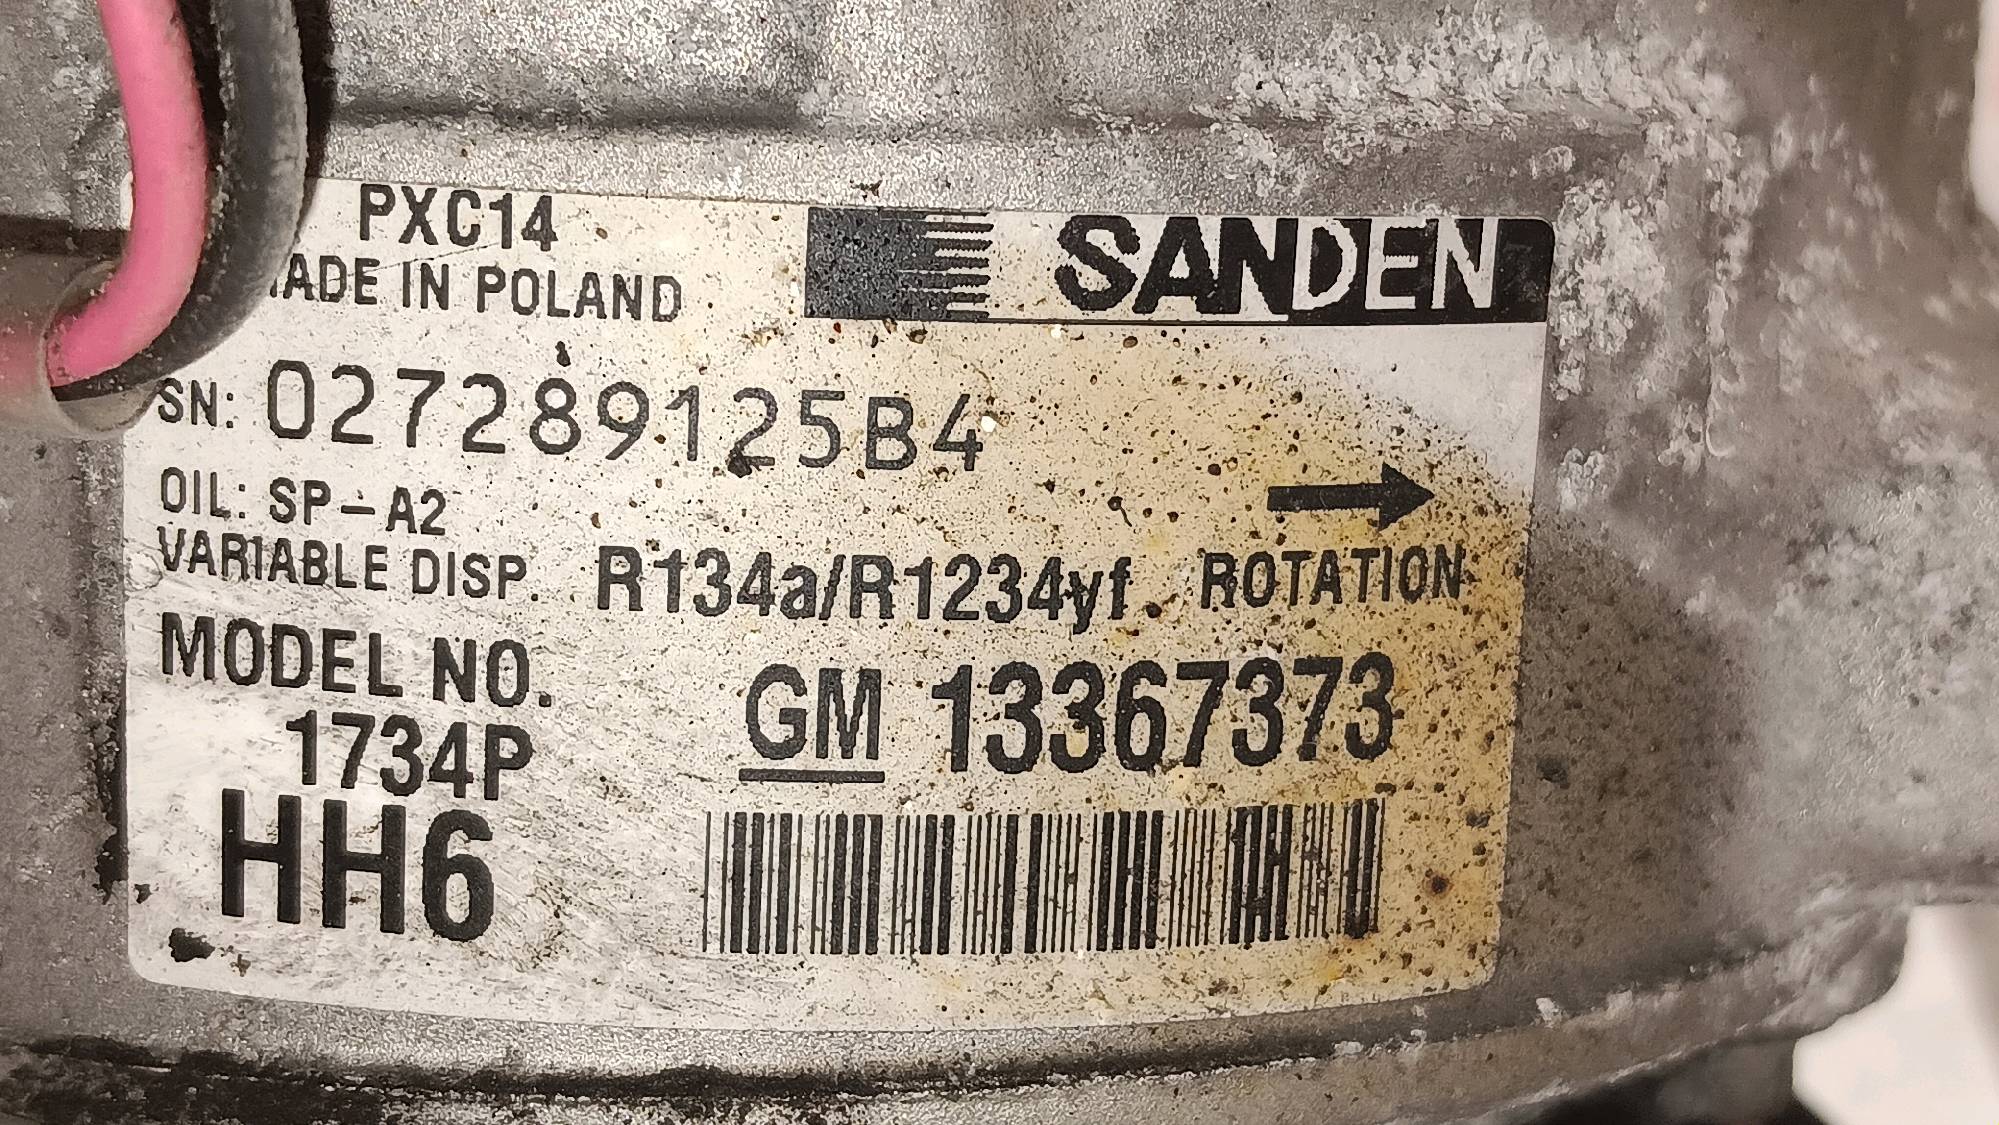 PXC14
SANDEN
MADE IN POLAND
SN: 027289125B4
OIL: SP-A2
VARIABLE DISP. R134a/R1234yf ROTATION
MODEL NO.
1734P
GM 13367373
HH6